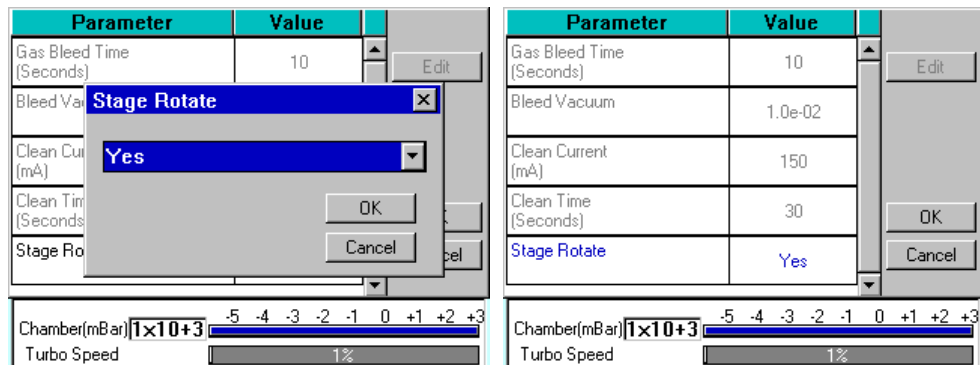 Parameter Value
Gas Bleed Time
(Seconds)
10
Edit
Bleed Va
Stage Rotate
Yes
Clean Cu
(mA)
Clean Tim
(Seconds
OK
Cancel
Stage Ro
cel
Chamber(mBar) 1x10+3
-5 -4 -3 -2 -1 0 +1 +2 +3
Turbo Speed
1%
Parameter Value
Gas Bleed Time
(Seconds)
10
Edit
Bleed Vacuum
1.0e-02
Clean Current
(mA)
150
Clean Time
(Seconds)
30
OK
Stage Rotate
Yes
Cancel
Chamber(mBar) 1x10+3
-5 -4 -3 -2 -1 0 +1 +2 +3
Turbo Speed
1%